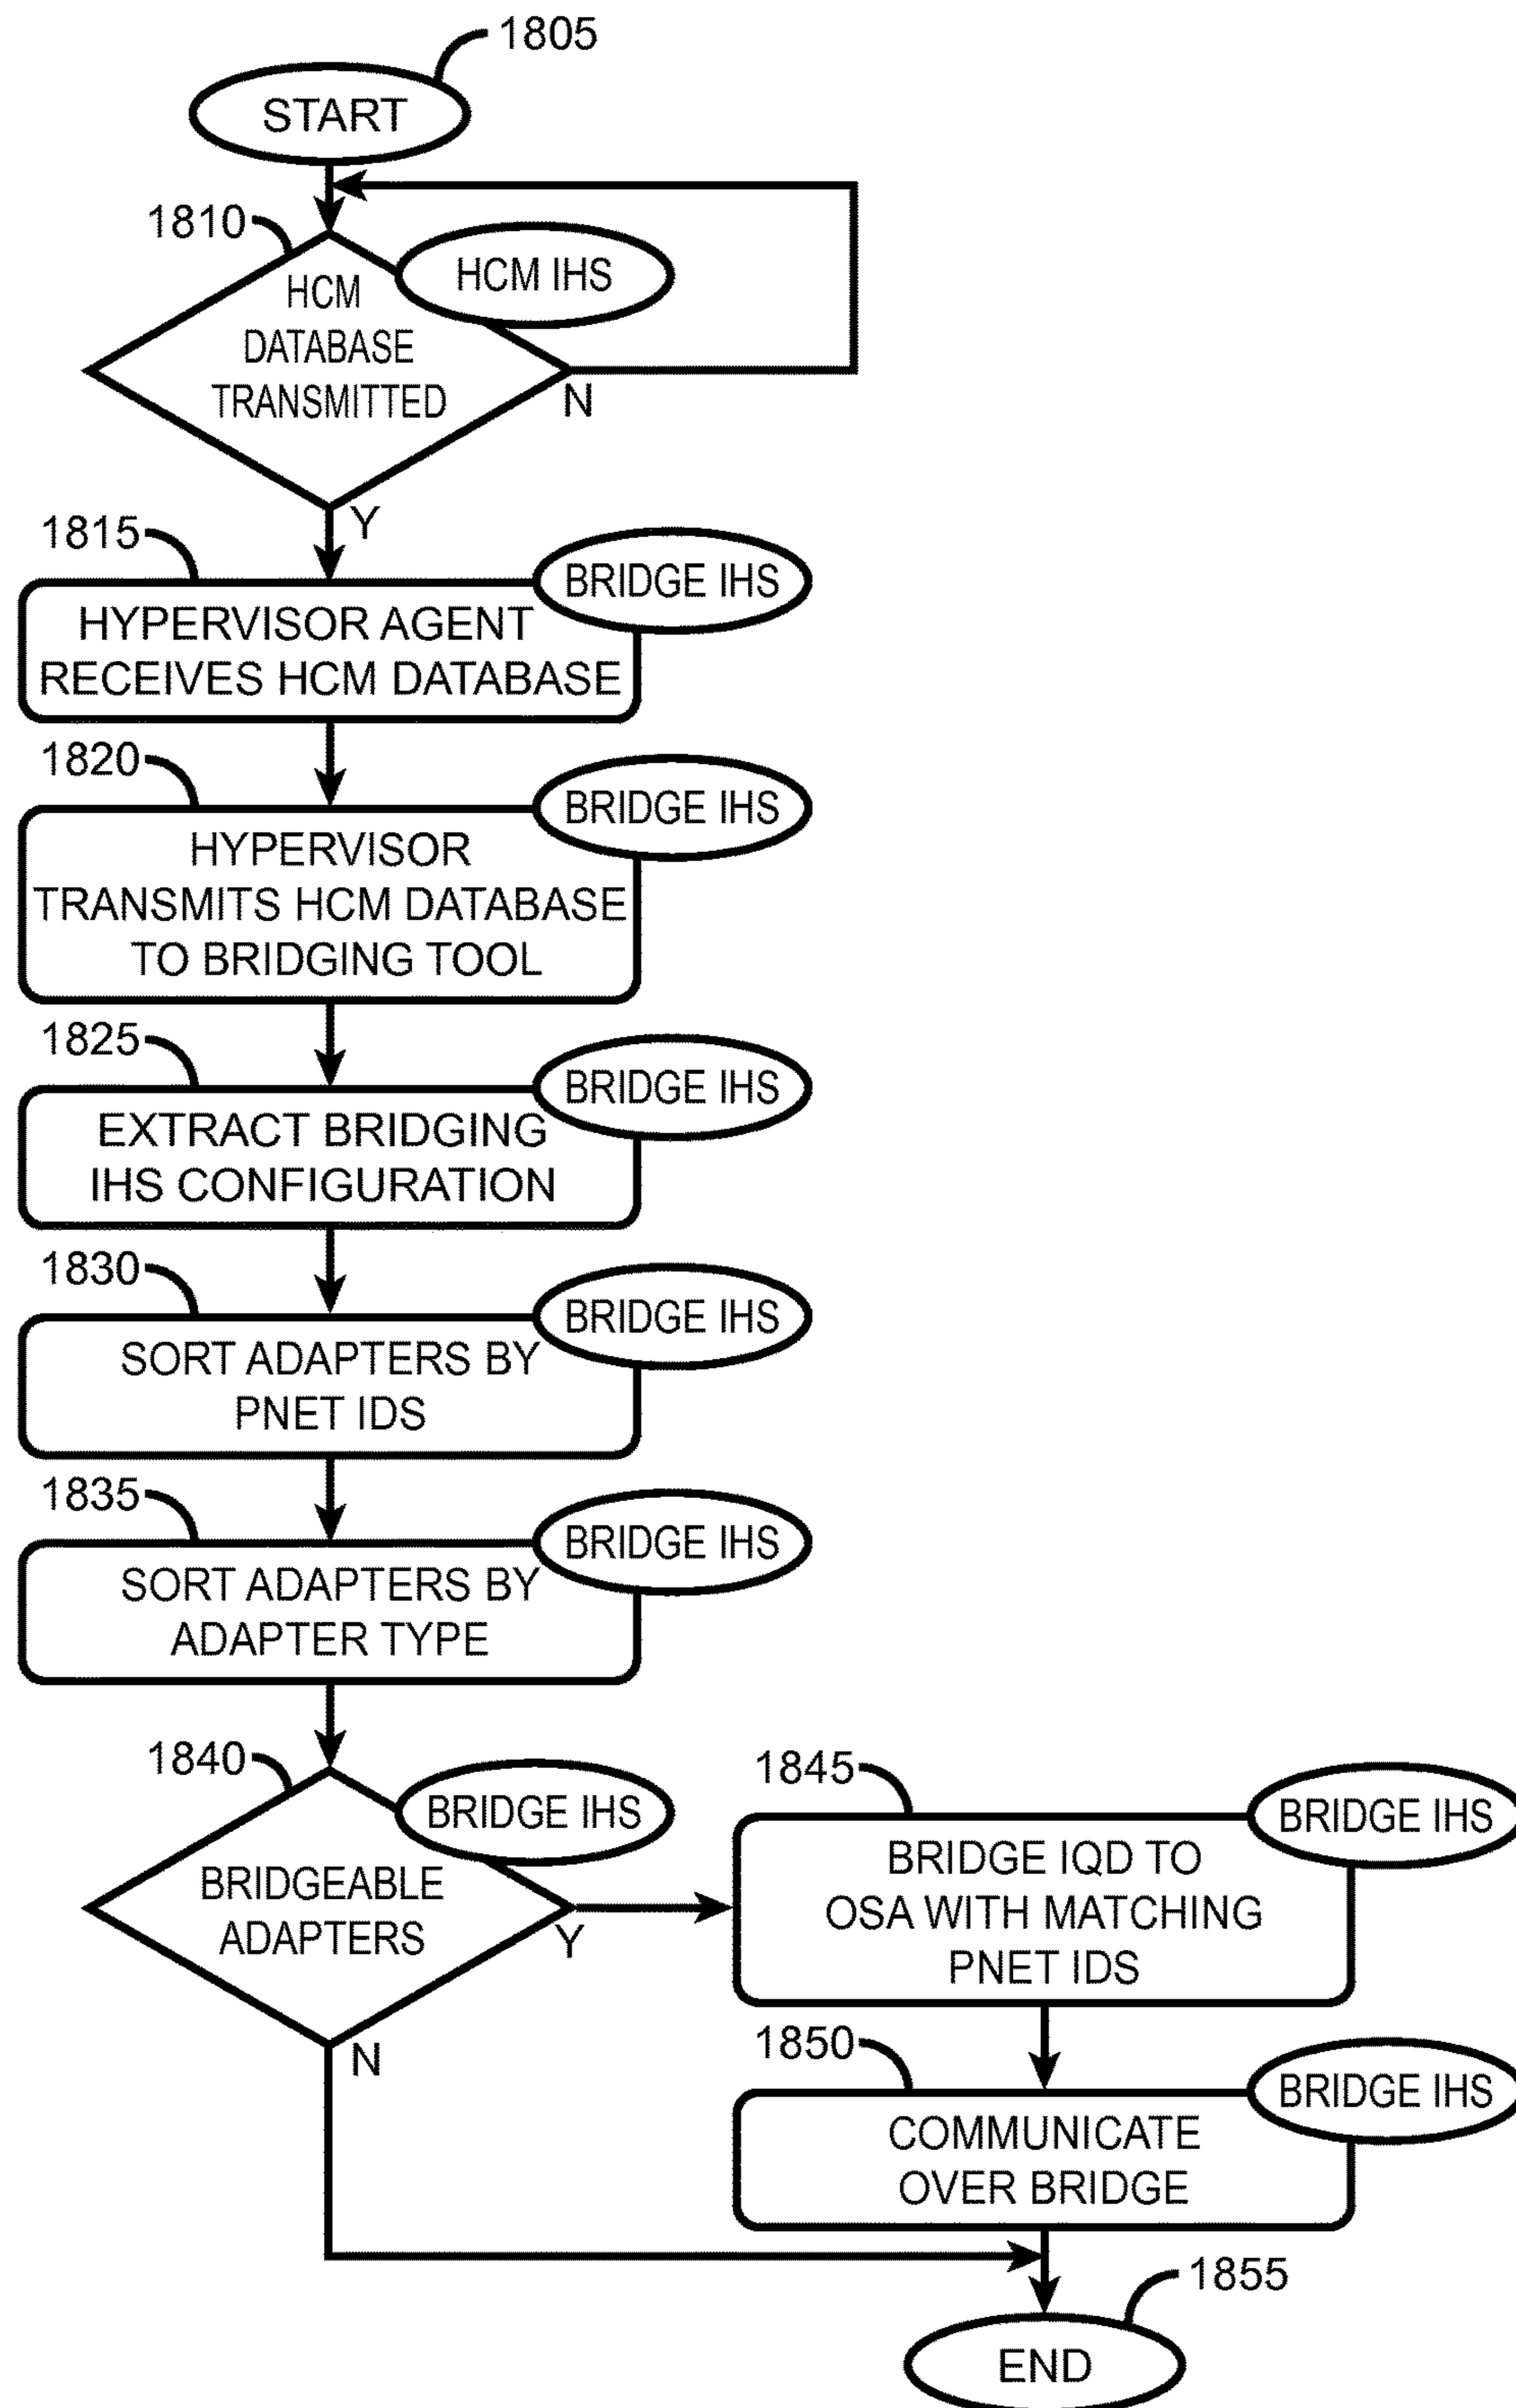 1805
START
1810
HCM IHS
HCM
DATABASE
TRANSMITTED
N
Y
1815
BRIDGE IHS
HYPERVISOR AGENT
RECEIVES HCM DATABASE
1820
BRIDGE IHS
HYPERVISOR
TRANSMITS HCM DATABASE
TO BRIDGING TOOL
1825
BRIDGE IHS
EXTRACT BRIDGING
IHS CONFIGURATION
1830
BRIDGE IHS
SORT ADAPTERS BY
PNET IDS
1835
BRIDGE IHS
SORT ADAPTERS BY
ADAPTER TYPE
1840
BRIDGE IHS
BRIDGEABLE
ADAPTERS
Y
N
1845
BRIDGE IHS
BRIDGE IQD TO
OSA WITH MATCHING
PNET IDS
1850
BRIDGE IHS
COMMUNICATE
OVER BRIDGE
1855
END